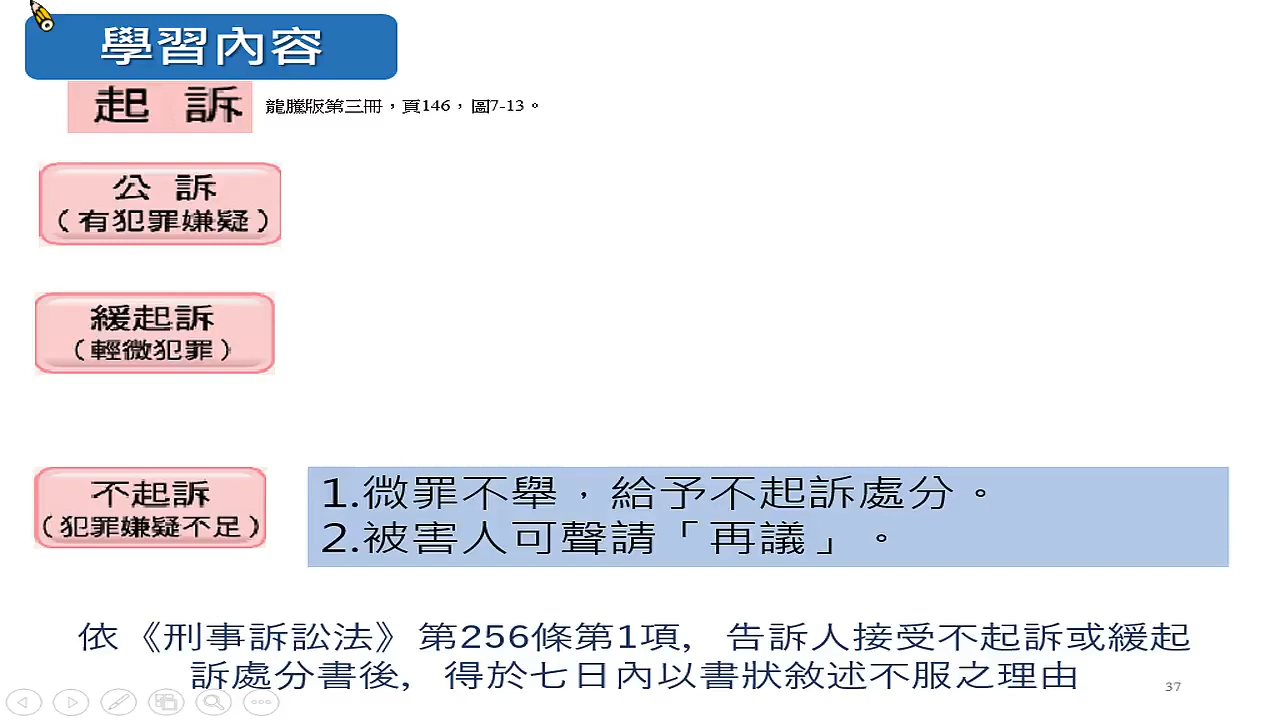 學習內容
起 訴
龍騰版第三冊，頁146，圖7-13。
公 訴
（有犯罪嫌疑）
緩起訴
（輕微犯罪）
不起訴
（犯罪嫌疑不足）
1.微罪不舉，給予不起訴處分。
2.被害人可聲請「再議」。
依《刑事訴訟法》第256條第1項，告訴人接受不起訴或緩起
訴處分書後，得於七日內以書狀敘述不服之理由
37